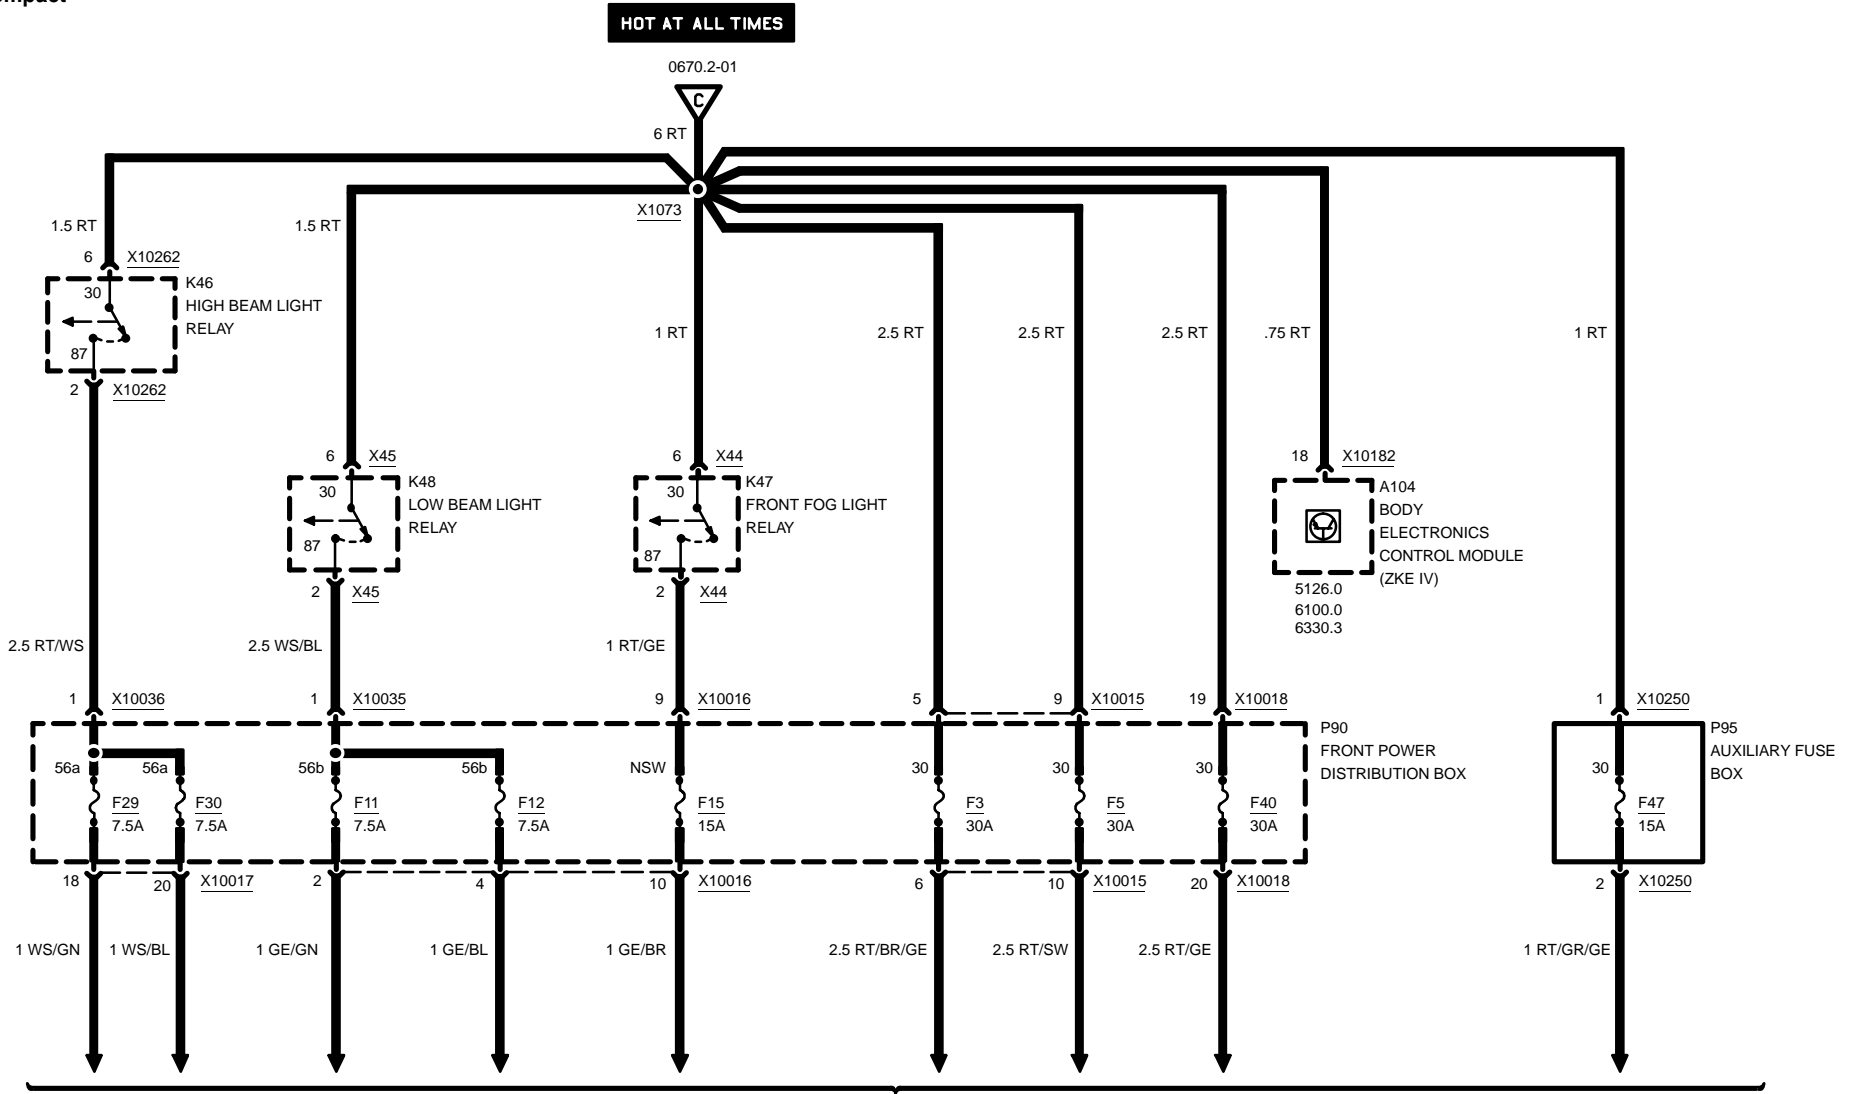 HOT AT ALL TIMES
0670.2-01
C
6 RT
X1073
1.5 RT
1.5 RT
6 X10262
K46
30
HIGH BEAM LIGHT
RELAY
87
2 X10262
1 RT
2.5 RT
2.5 RT
2.5 RT
.75 RT
1 RT
6 X45
6 X44
18 X10182
30
K48
LOW BEAM LIGHT
RELAY
87
30
K47
FRONT FOG LIGHT
RELAY
87
A104
BODY
ELECTRONICS
CONTROL MODULE
(ZKE IV)
5126.0
6100.0
6330.3
2 X45
2 X44
2.5 RT/WS
2.5 WS/BL
1 RT/GE
1 X10036
1 X10035
9 X10016
5
9 X10015
19 X10018
1 X10250
P90
FRONT POWER
DISTRIBUTION BOX
P95
AUXILIARY FUSE
BOX
56a
56a
56b
56b
NSW
30
30
30
30
F29
7.5A
F30
7.5A
F11
7.5A
F12
7.5A
F15
15A
F3
30A
F5
30A
F40
30A
F47
15A
18
20 X10017
2
4
10 X10016
6
10 X10015
20 X10018
2 X10250
1 WS/GN
1 WS/BL
1 GE/GN
1 GE/BL
1 GE/BR
2.5 RT/BR/GE
2.5 RT/SW
2.5 RT/GE
1 RT/GR/GE